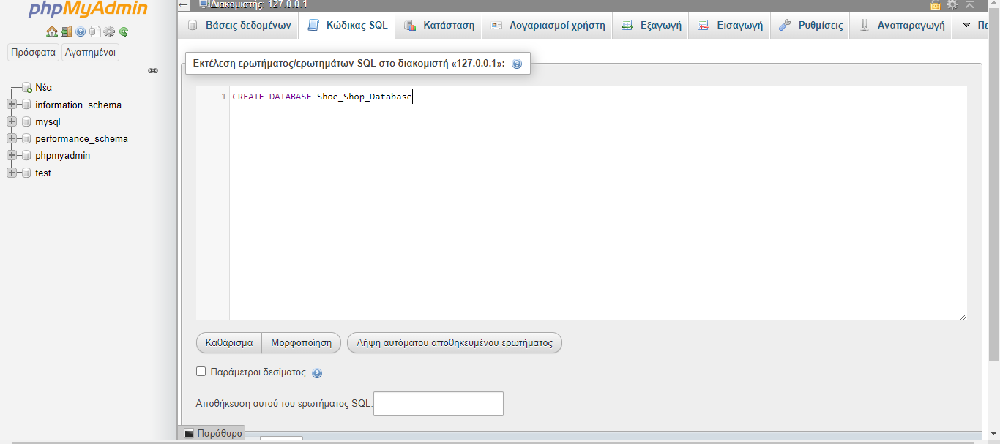 phpMyAdmin
Πρόσφατα Αγαπημένοι
Νέα
information_schema
mysql
performance_schema
phpmyadmin
test
Διακομιστής: 127.0.0.1
Βάσεις δεδομένων Κώδικας SQL Κατάσταση Λογαριασμοί χρήστη Εξαγωγή Εισαγωγή Ρυθμίσεις Αναπαραγωγή Πε
Εκτέλεση ερωτήματος/ερωτημάτων SQL στο διακομιστή «127.0.0.1»:
1 CREATE DATABASE Shoe_Shop_Database
Καθάρισμα Μορφοποίηση Λήψη αυτόματου αποθηκευμένου ερωτήματος
Παράμετροι δεσίματος
Αποθήκευση αυτού του ερωτήματος SQL:
Παράθυρο